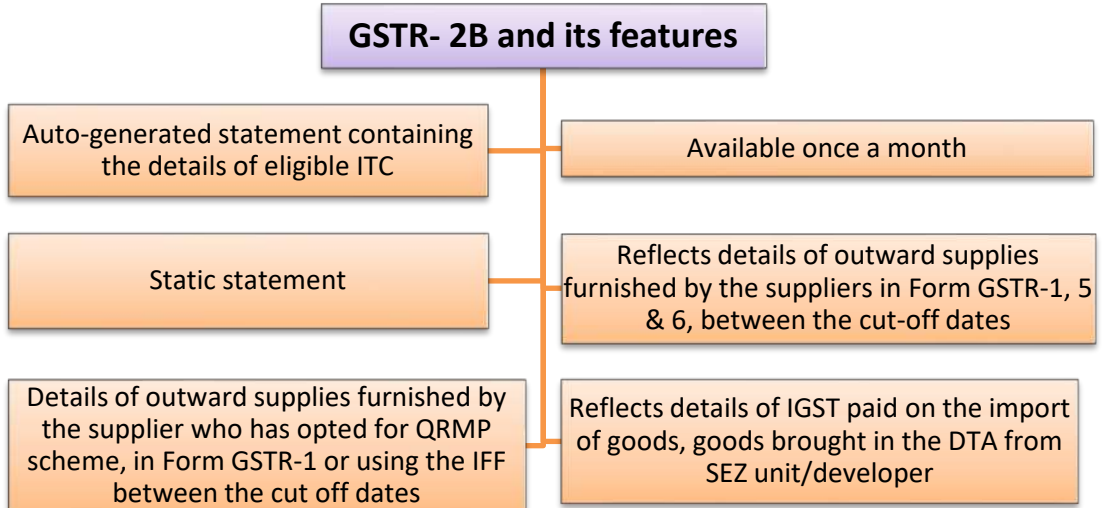 GSTR- 2B and its features
Auto-generated statement containing
the details of eligible ITC
Available once a month
Static statement
Reflects details of outward supplies
furnished by the suppliers in Form GSTR-1, 5
& 6, between the cut-off dates
Details of outward supplies furnished by
the supplier who has opted for QRMP
scheme, in Form GSTR-1 or using the IFF
between the cut off dates
Reflects details of IGST paid on the import
of goods, goods brought in the DTA from
SEZ unit/developer